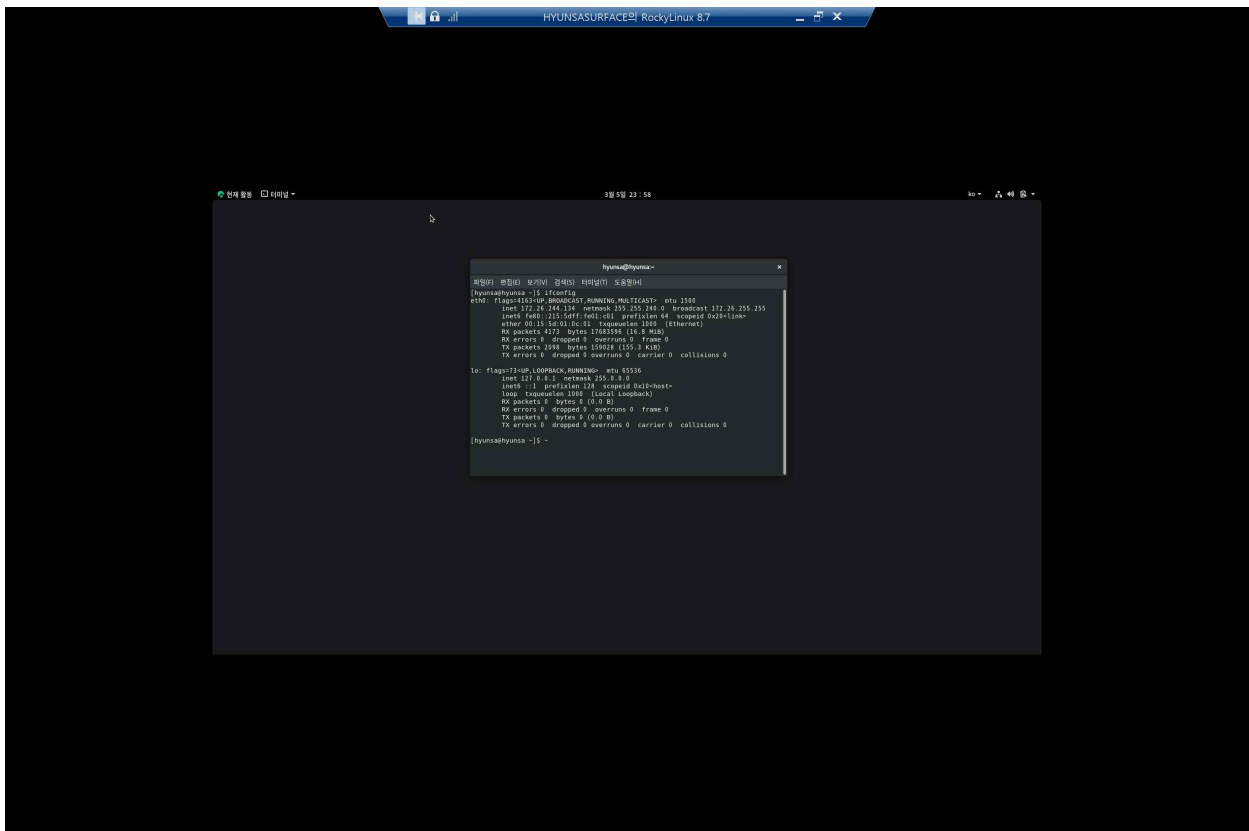 HYUNSASURFACE의 RockyLinux 8.7
현재 활동 터미널
3월 5일 23 : 58
ko
hyunsa@hyunsa:~
파일(F) 편집(E) 보기(V) 검색(S) 터미널(T) 도움말(H)
[hyunsa@hyunsa ~]$ ifconfig
eth0: flags=4163<UP,BROADCAST,RUNNING,MULTICAST>  mtu 1500
inet 172.26.244.134  netmask 255.255.240.0  broadcast 172.26.255.255
inet6 fe80::215:5dff:fe01:c01  prefixlen 64  scopeid 0x20<link>
ether 00:15:5d:01:0c:01  txqueuelen 1000  (Ethernet)
RX packets 4173  bytes 17683596 (16.8 MiB)
RX errors 0  dropped 0  overruns 0  frame 0
TX packets 2098  bytes 159028 (155.3 KiB)
TX errors 0  dropped 0 overruns 0  carrier 0  collisions 0
lo: flags=73<UP,LOOPBACK,RUNNING>  mtu 65536
inet 127.0.0.1  netmask 255.0.0.0
inet6 ::1  prefixlen 128  scopeid 0x10<host>
loop  txqueuelen 1000  (Local Loopback)
RX packets 0  bytes 0 (0.0 B)
RX errors 0  dropped 0  overruns 0  frame 0
TX packets 0  bytes 0 (0.0 B)
TX errors 0  dropped 0 overruns 0  carrier 0  collisions 0
[hyunsa@hyunsa ~]$ ~